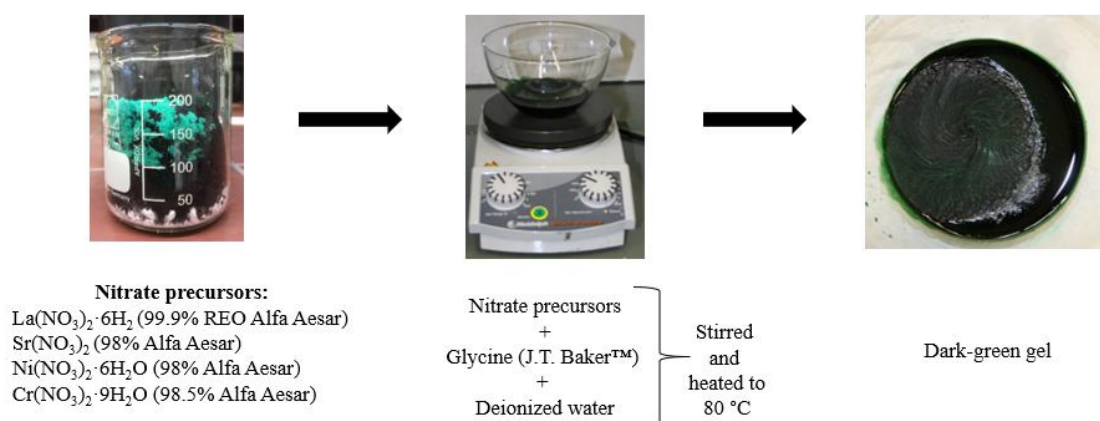 200
150
100
50
APPROX. VOL.
Nitrate precursors:
La(NO₃)₂·6H₂ (99.9% REO Alfa Aesar)
Sr(NO₃)₂ (98% Alfa Aesar)
Ni(NO₃)₂·6H₂O (98% Alfa Aesar)
Cr(NO₃)₂·9H₂O (98.5% Alfa Aesar)
Nitrate precursors
+
Glycine (J.T. Baker™)
+
Deionized water
Stirred
and
heated to
80 °C
Dark-green gel